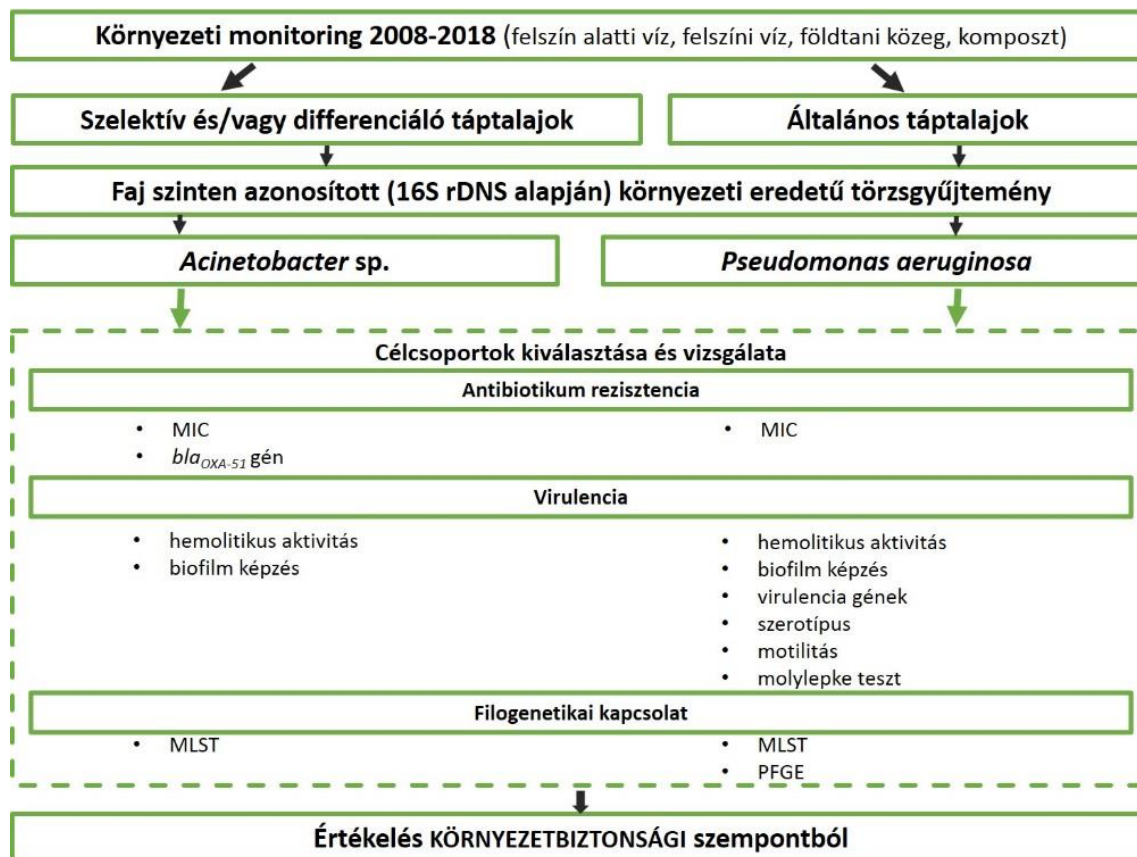 Környezeti monitoring 2008-2018 (felszín alatti víz, felszíni víz, földtani közeg, komposzt)
Szelektív és/vagy differenciáló táptalajok
Általános táptalajok
Faj szinten azonosított (16S rDNS alapján) környezeti eredetű törzsgyűjtemény
Acinetobacter sp.
Pseudomonas aeruginosa
Célcsoportok kiválasztása és vizsgálata
Antibiotikum rezisztencia
• MIC
• blaOXA-51 gén
• MIC
Virulencia
• hemolitikus aktivitás
• biofilm képzés
• hemolitikus aktivitás
• biofilm képzés
• virulencia gének
• szerotípus
• motilitás
• molylepke teszt
Filogenetikai kapcsolat
• MLST
• MLST
• PFGE
Értékelés KÖRNYEZETBIZTONSÁGI szempontból